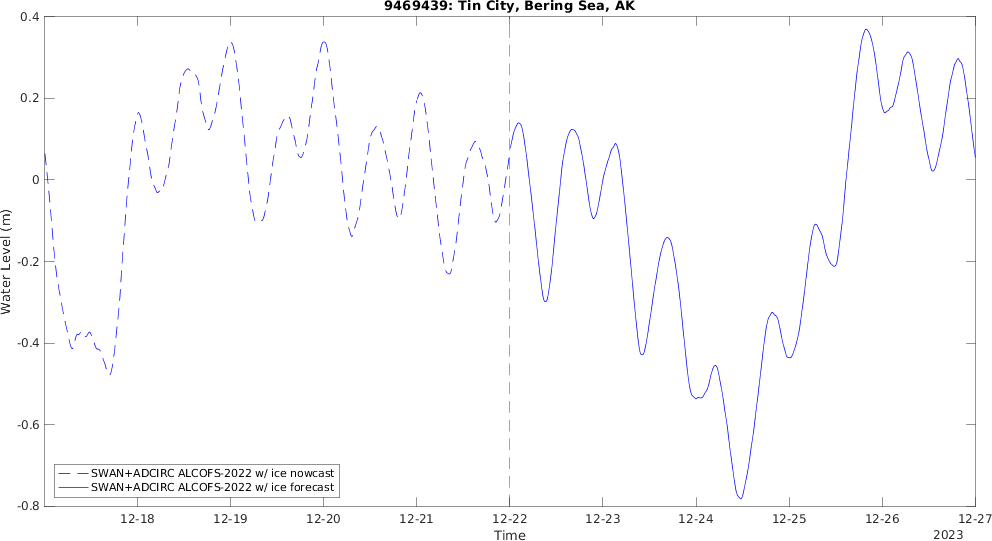 9469439: Tin City, Bering Sea, AK
Water Level (m)
0.4
0.2
0
-0.2
-0.4
-0.6
-0.8
SWAN+ADCIRC ALCOFS-2022 w/ ice nowcast
SWAN+ADCIRC ALCOFS-2022 w/ ice forecast
12-18 12-19 12-20 12-21 12-22 12-23 12-24 12-25 12-26 12-27
Time
2023